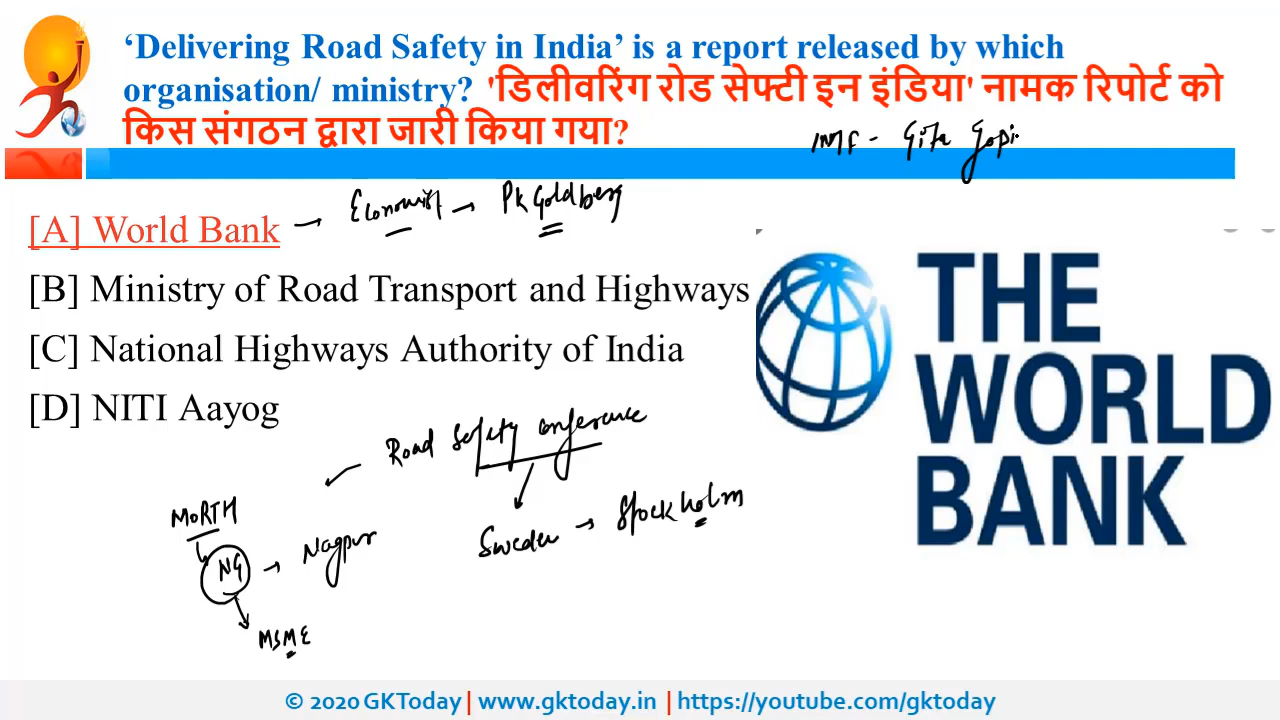 ‘Delivering Road Safety in India’ is a report released by which
organisation/ ministry? 'डिलीवरिंग रोड सेफ्टी इन इंडिया' नामक रिपोर्ट को
किस संगठन द्वारा जारी किया गया?
IMF - Gita Gopi
[A] World Bank → Economist → PK Goldberg
[B] Ministry of Road Transport and Highways
[C] National Highways Authority of India
[D] NITI Aayog
THE
WORLD
BANK
Road Safety Conference
MoRTH
NG → Nagpur
Sweden → Stockholm
MSME
© 2020 GKToday | www.gktoday.in | https://youtube.com/gktoday